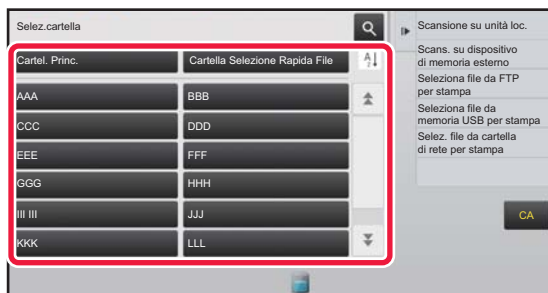 Selez.cartella
Cartel. Princ.
Cartella Selezione Rapida File
AAA
BBB
CCC
DDD
EEE
FFF
GGG
HHH
III III
JJJ
KKK
LLL
Scansione su unità loc.
Scans. su dispositivo
di memoria esterno
Seleziona file da FTP
per stampa
Seleziona file da
memoria USB per stampa
Selez. file da cartella
di rete per stampa
CA